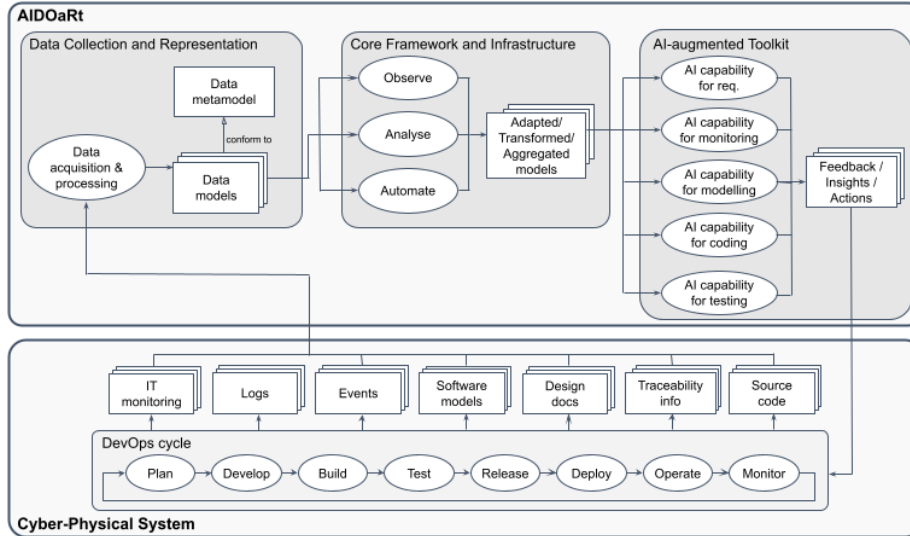 AIDOaRt
Data Collection and Representation
Data
metamodel
conform to
Data
acquisition &
processing
Data
models
Core Framework and Infrastructure
Observe
Analyse
Automate
Adapted/
Transformed/
Aggregated
models
AI-augmented Toolkit
AI capability
for req.
AI capability
for monitoring
AI capability
for modelling
AI capability
for coding
AI capability
for testing
Feedback /
Insights /
Actions
IT
monitoring
Logs
Events
Software
models
Design
docs
Traceability
info
Source
code
DevOps cycle
Plan
Develop
Build
Test
Release
Deploy
Operate
Monitor
Cyber-Physical System